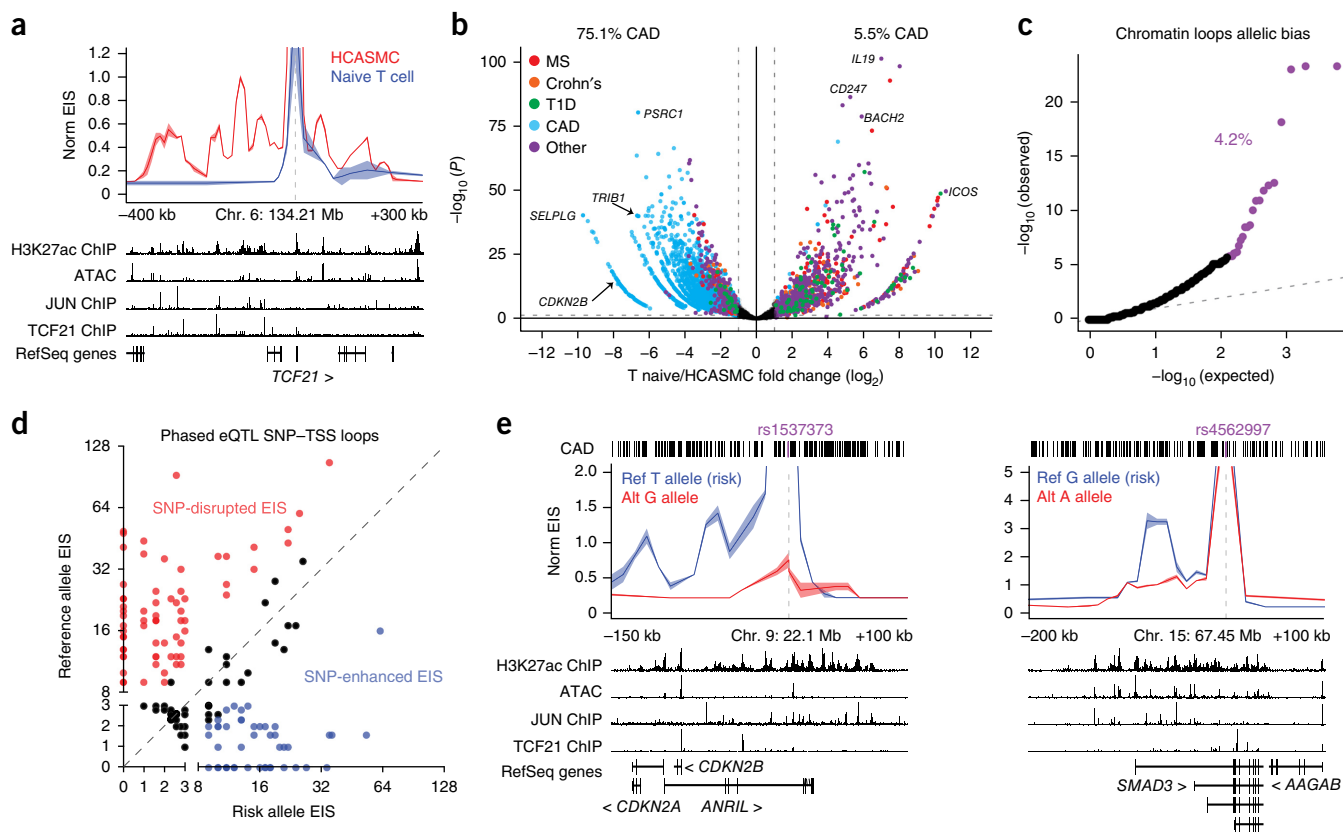 a
HCASMC
Naive T cell
Norm EIS
1.2
1.0
0.8
0.6
0.4
0.2
0
−400 kb Chr. 6: 134.21 Mb +300 kb
H3K27ac ChIP
ATAC
JUN ChIP
TCF21 ChIP
RefSeq genes
TCF21 >
b
75.1% CAD 5.5% CAD
MS
Crohn's
T1D
CAD
Other
IL19
CD247
BACH2
PSRC1
TRIB1
SELPLG
CDKN2B
ICOS
−log10 (P)
100
75
50
25
0
−12 −10 −8 −6 −4 −2 0 2 4 6 8 10 12
T naive/HCASMC fold change (log2)
c
Chromatin loops allelic bias
4.2%
−log10 (observed)
20
15
10
5
0
0 1 2 3
−log10 (expected)
d
Phased eQTL SNP–TSS loops
SNP-disrupted EIS
SNP-enhanced EIS
Reference allele EIS
128
64
32
16
8
3
2
1
0
0 1 2 3 8 16 32 64 128
Risk allele EIS
e
rs1537373
CAD
Ref T allele (risk)
Alt G allele
Norm EIS
2.0
1.5
1.0
0.5
0
−150 kb Chr. 9: 22.1 Mb +100 kb
H3K27ac ChIP
ATAC
JUN ChIP
TCF21 ChIP
RefSeq genes
< CDKN2B
< CDKN2A ANRIL >
rs4562997
Ref G allele (risk)
Alt A allele
5
4
3
2
1
0
−200 kb Chr. 15: 67.45 Mb +100 kb
SMAD3 > < AAGAB